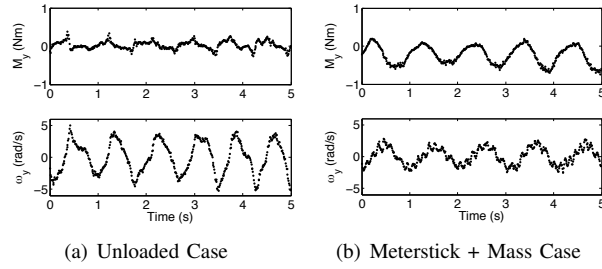 1
0
−1
M_y (Nm)
0 1 2 3 4 5
5
0
−5
ω_y (rad/s)
0 1 2 3 4 5
Time (s)
(a) Unloaded Case
1
0
−1
M_y (Nm)
0 1 2 3 4 5
5
0
−5
ω_y (rad/s)
0 1 2 3 4 5
Time (s)
(b) Meterstick + Mass Case